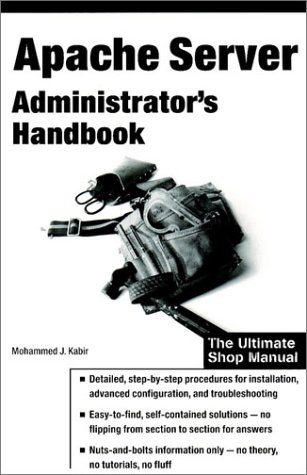 Apache Server
Administrator's
Handbook
Mohammed J. Kabir
The Ultimate
Shop Manual
▪ Detailed, step-by-step procedures for installation,
advanced configuration, and troubleshooting
▪ Easy-to-find, self-contained solutions — no
flipping from section to section for answers
▪ Nuts-and-bolts information only — no theory,
no tutorials, no fluff